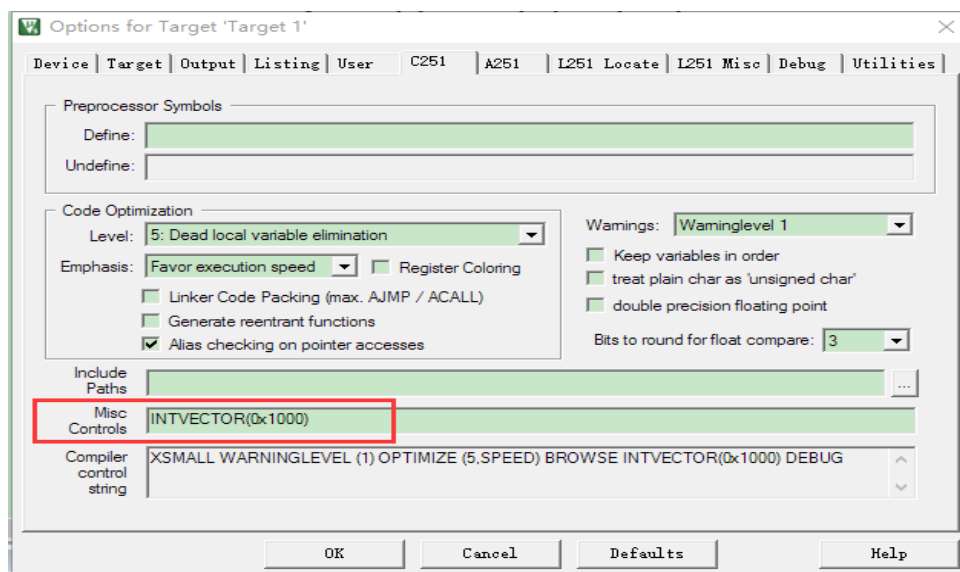 Options for Target 'Target 1'
Device Target Output Listing User C251 A251 L251 Locate L251 Misc Debug Utilities
Preprocessor Symbols
Define:
Undefine:
Code Optimization
Level: 5: Dead local variable elimination
Emphasis: Favor execution speed Register Coloring
Linker Code Packing (max. AJMP / ACALL)
Generate reentrant functions
Alias checking on pointer accesses
Warnings: Warninglevel 1
Keep variables in order
treat plain char as 'unsigned char'
double precision floating point
Bits to round for float compare: 3
Include
Paths
...
Misc
Controls
INTVECTOR(0x1000)
Compiler
control
string
XSMALL WARNINGLEVEL (1) OPTIMIZE (5,SPEED) BROWSE INTVECTOR(0x1000) DEBUG
OK Cancel Defaults Help